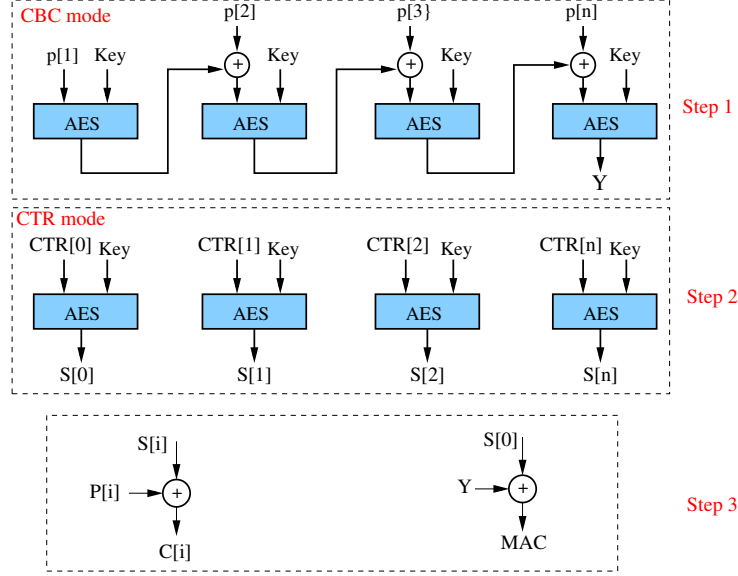 CBC mode
p[2]
p[3}
p[n]
p[1]
Key
+
Key
+
Key
+
Key
AES
AES
AES
AES
Step 1
Y
CTR mode
CTR[0]
Key
CTR[1]
Key
CTR[2]
Key
CTR[n]
Key
AES
AES
AES
AES
Step 2
S[0]
S[1]
S[2]
S[n]
S[i]
S[0]
P[i]
+
Y
+
Step 3
C[i]
MAC